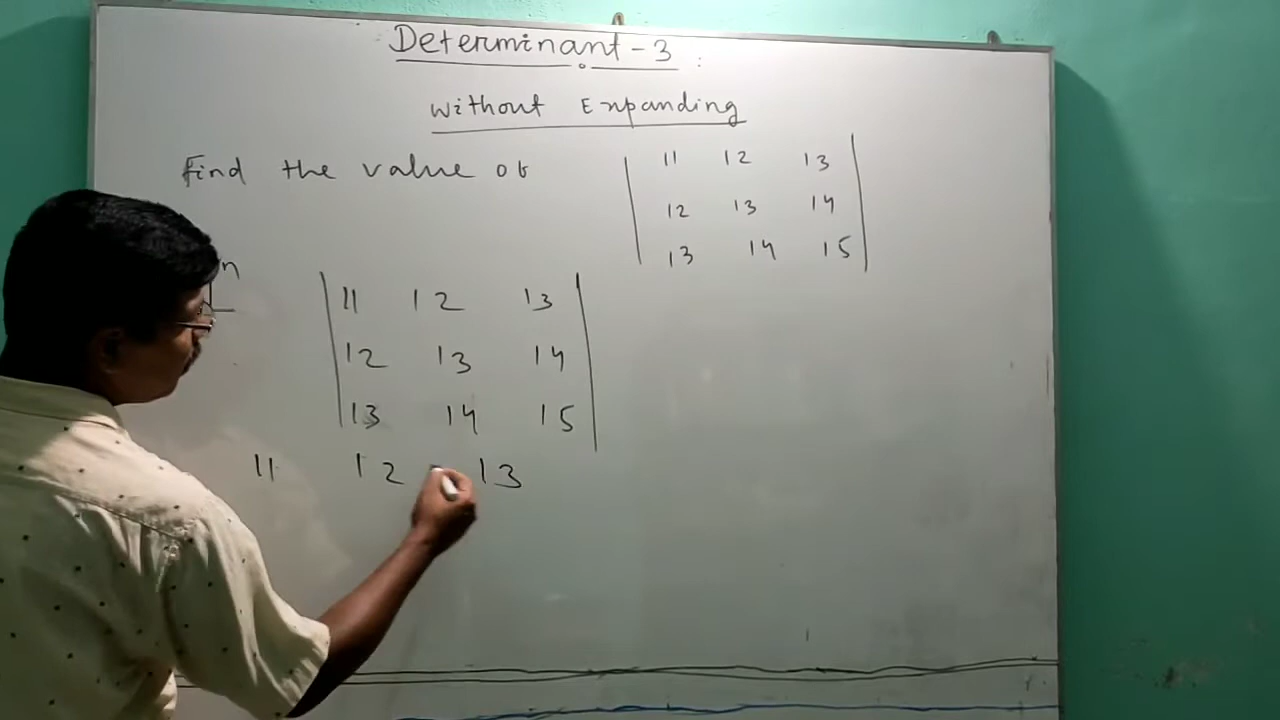 Determinant - 3
without Expanding
Find the value of
11 12 13
12 13 14
13 14 15
n
11 12 13
12 13 14
13 14 15
11 12 13